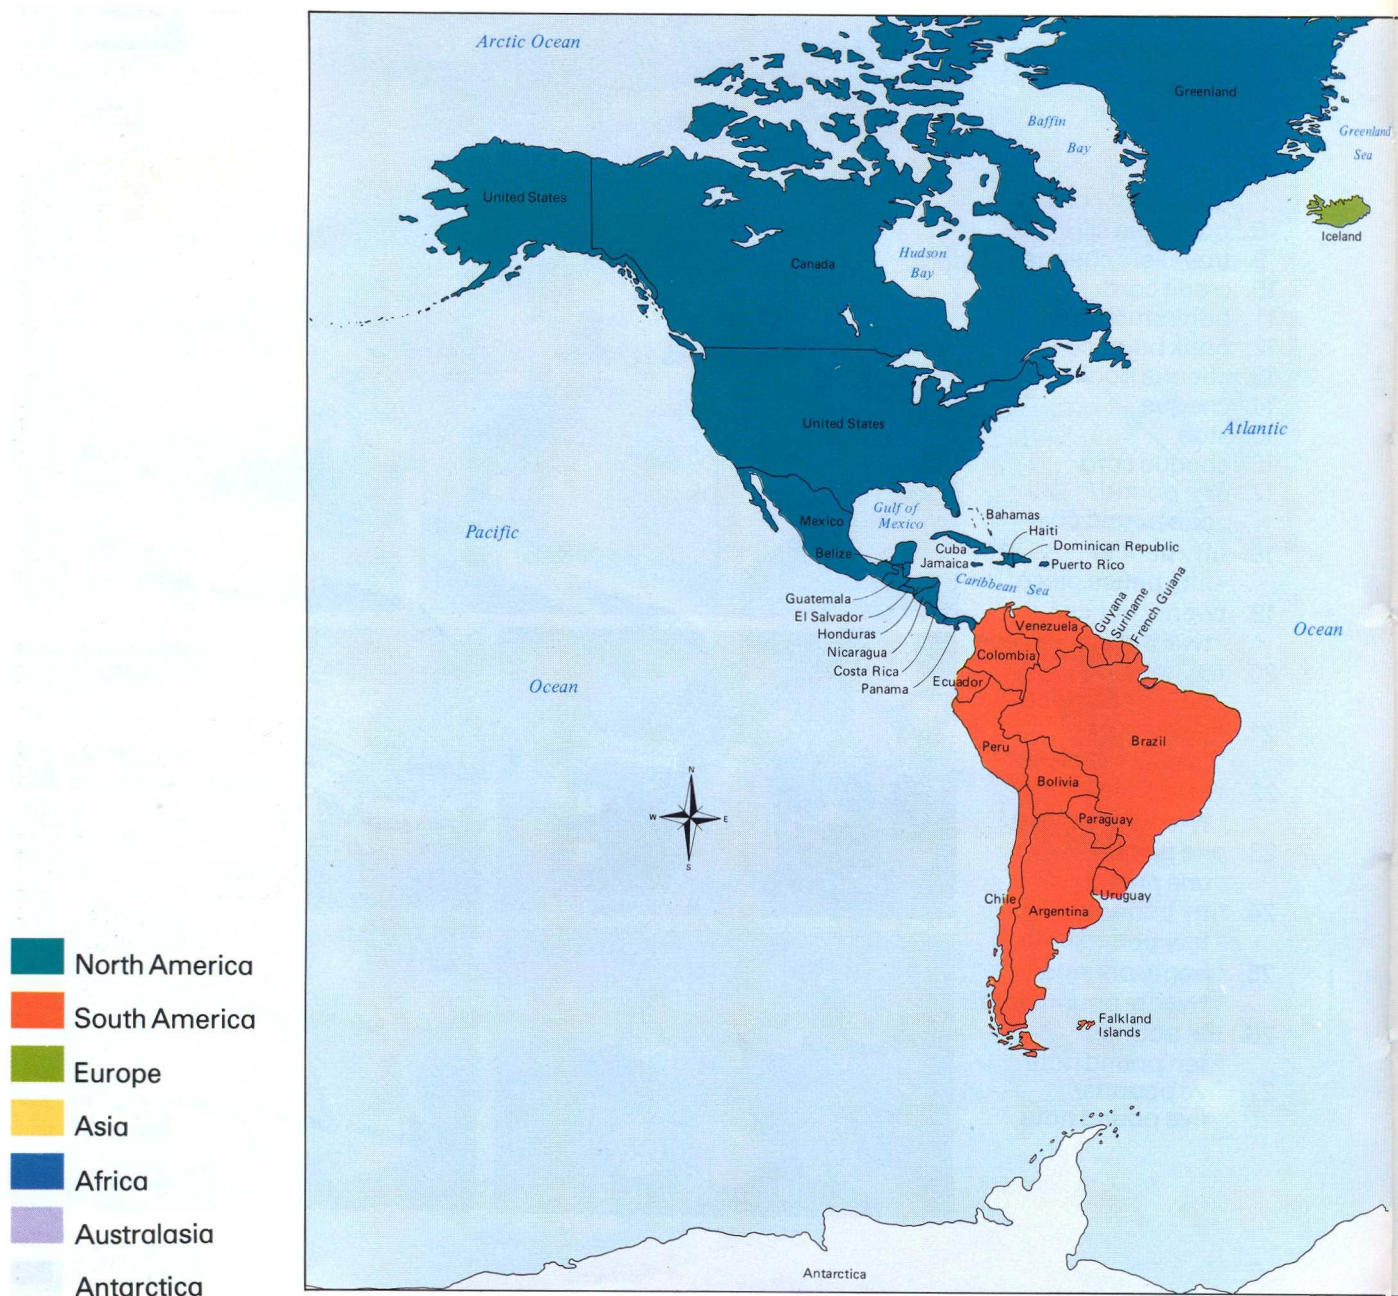 Arctic Ocean
Greenland
Baffin
Bay
Greenland
Sea
United States
Iceland
Canada
Hudson
Bay
United States
Atlantic
Pacific
Gulf of
Mexico
Mexico
Bahamas
Haiti
Cuba
Dominican Republic
Belize
Jamaica
Puerto Rico
Caribbean Sea
Guatemala
El Salvador
Honduras
Nicaragua
Costa Rica
Panama
Guyana
Suriname
French Guiana
Venezuela
Ocean
Colombia
Ecuador
Ocean
Brazil
Peru
Bolivia
N
W
E
S
Paraguay
Chile
Uruguay
Argentina
Falkland
Islands
North America
South America
Europe
Asia
Africa
Australasia
Antarctica
Antarctica